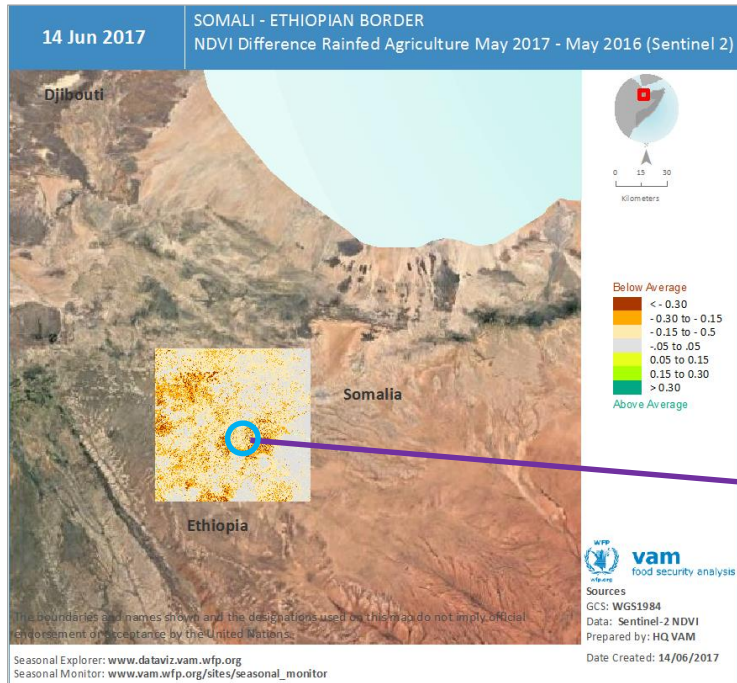 14 Jun 2017
SOMALI - ETHIOPIAN BORDER
NDVI Difference Rainfed Agriculture May 2017 - May 2016 (Sentinel 2)
Djibouti
Somalia
Ethiopia
The boundaries and names shown and the designations used on this map do not imply official
endorsement or acceptance by the United Nations.
0 15 30
Kilometers
Below Average
< - 0.30
- 0.30 to - 0.15
- 0.15 to - 0.5
-.05 to .05
0.05 to 0.15
0.15 to 0.30
> 0.30
Above Average
WFP
wfp.org
vam
food security analysis
Sources
GCS: WGS1984
Data: Sentinel-2 NDVI
Prepared by: HQ VAM
Date Created: 14/06/2017
Seasonal Explorer: www.dataviz.vam.wfp.org
Seasonal Monitor: www.vam.wfp.org/sites/seasonal_monitor